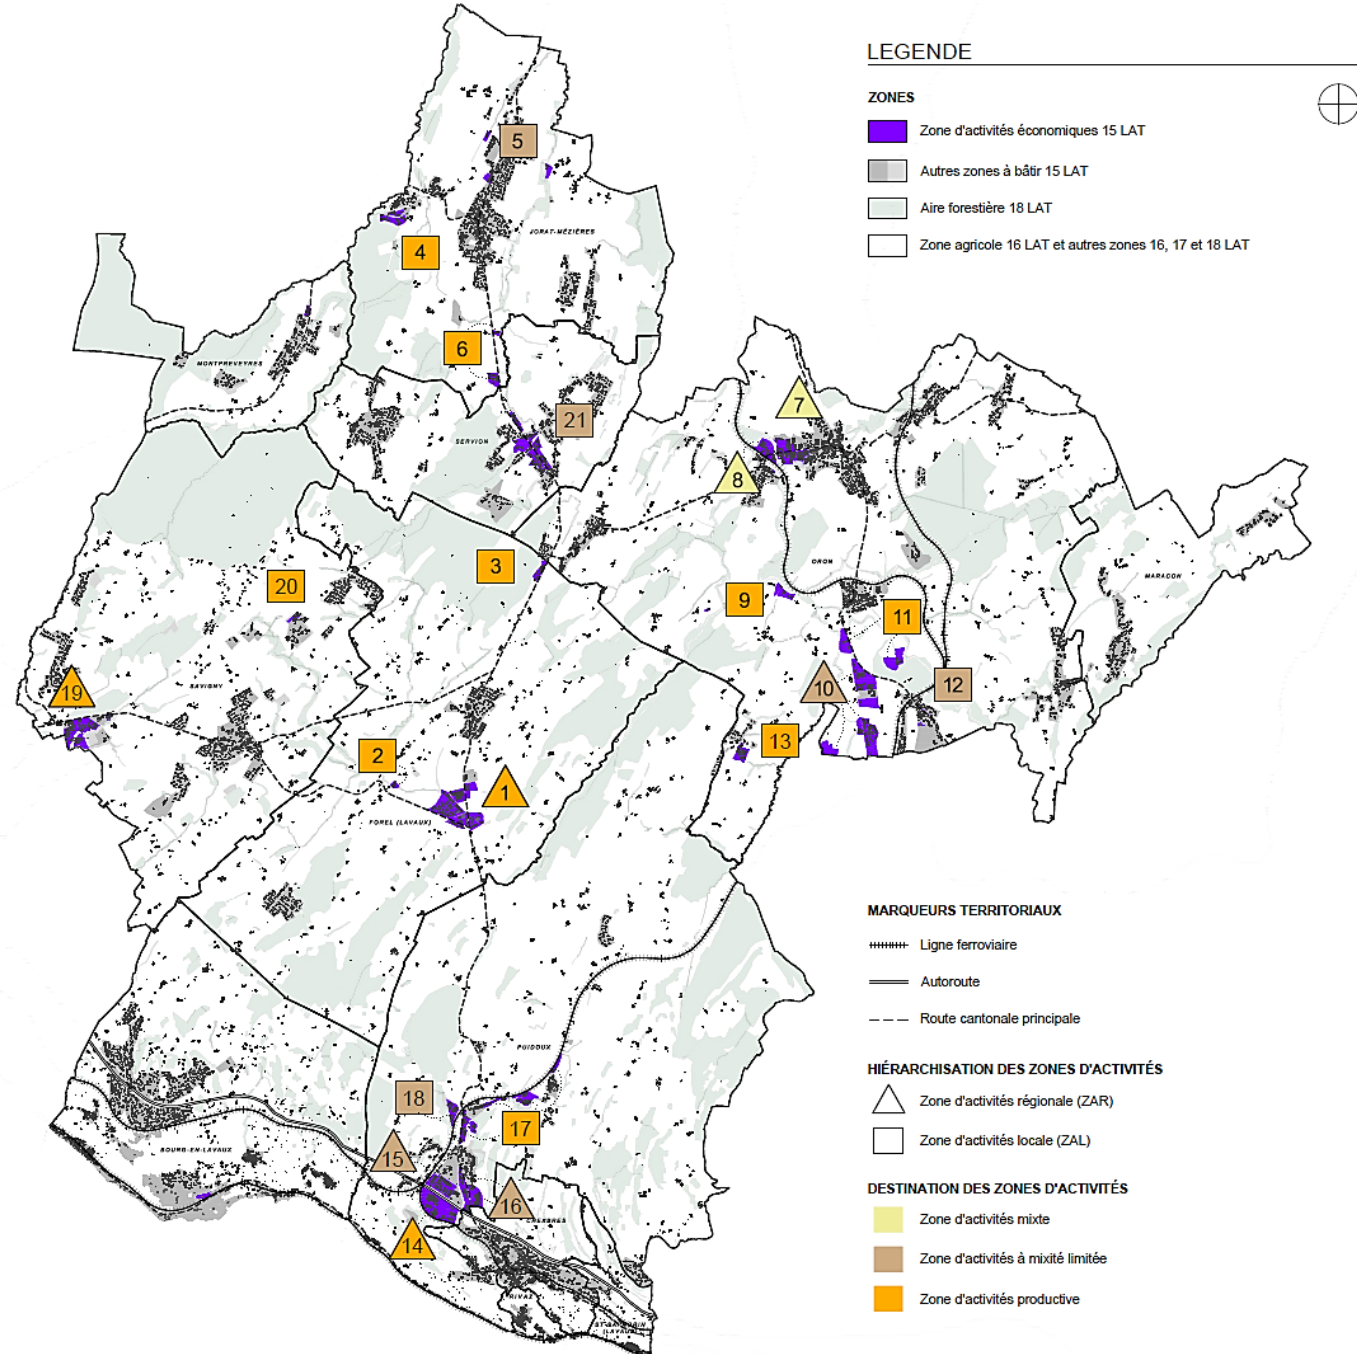 LEGENDE
ZONES
Zone d'activités économiques 15 LAT
Autres zones à bâtir 15 LAT
Aire forestière 18 LAT
Zone agricole 16 LAT et autres zones 16, 17 et 18 LAT
5
JORAT-MÉZIÈRES
4
6
MONTPREVEYRES
7
21
SERVION
8
3
ORON
MARACON
20
9
11
SAVIGNY
19
10
12
13
2
1
FOREL (LAVAUX)
MARQUEURS TERRITORIAUX
Ligne ferroviaire
Autoroute
Route cantonale principale
PUIDOUX
HIÉRARCHISATION DES ZONES D'ACTIVITÉS
Zone d'activités régionale (ZAR)
Zone d'activités locale (ZAL)
18
17
BOURG-EN-LAVAUX
15
16
CHEXBRES
14
DESTINATION DES ZONES D'ACTIVITÉS
Zone d'activités mixte
Zone d'activités à mixité limitée
Zone d'activités productive
RIVAZ
ST-SAPHORIN
(LAVAUX)